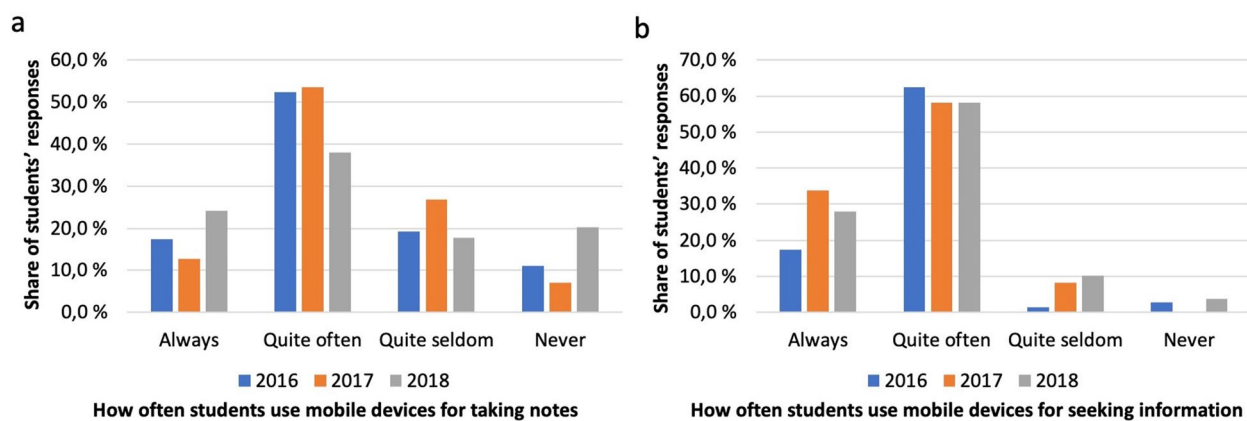 a
Share of students' responses
60,0 %
50,0 %
40,0 %
30,0 %
20,0 %
10,0 %
0,0 %
Always Quite often Quite seldom Never
2016 2017 2018
How often students use mobile devices for taking notes
b
Share of students' responses
70,0 %
60,0 %
50,0 %
40,0 %
30,0 %
20,0 %
10,0 %
0,0 %
Always Quite often Quite seldom Never
2016 2017 2018
How often students use mobile devices for seeking information